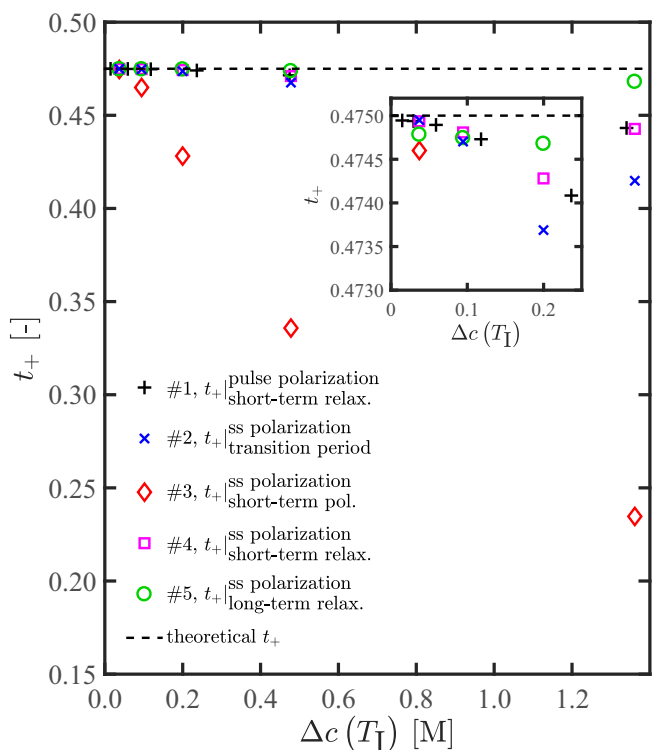 0.50
0.45
0.40
0.35
0.30
0.25
0.20
0.15
t₊ [-]
0.0 0.2 0.4 0.6 0.8 1.0 1.2
Δc (T_I) [M]
0.4750
0.4745
0.4740
0.4735
0.4730
t₊
0 0.1 0.2
Δc (T_I)
#1, t₊|pulse polarization
short-term relax.
#2, t₊|ss polarization
transition period
#3, t₊|ss polarization
short-term pol.
#4, t₊|ss polarization
short-term relax.
#5, t₊|ss polarization
long-term relax.
theoretical t₊